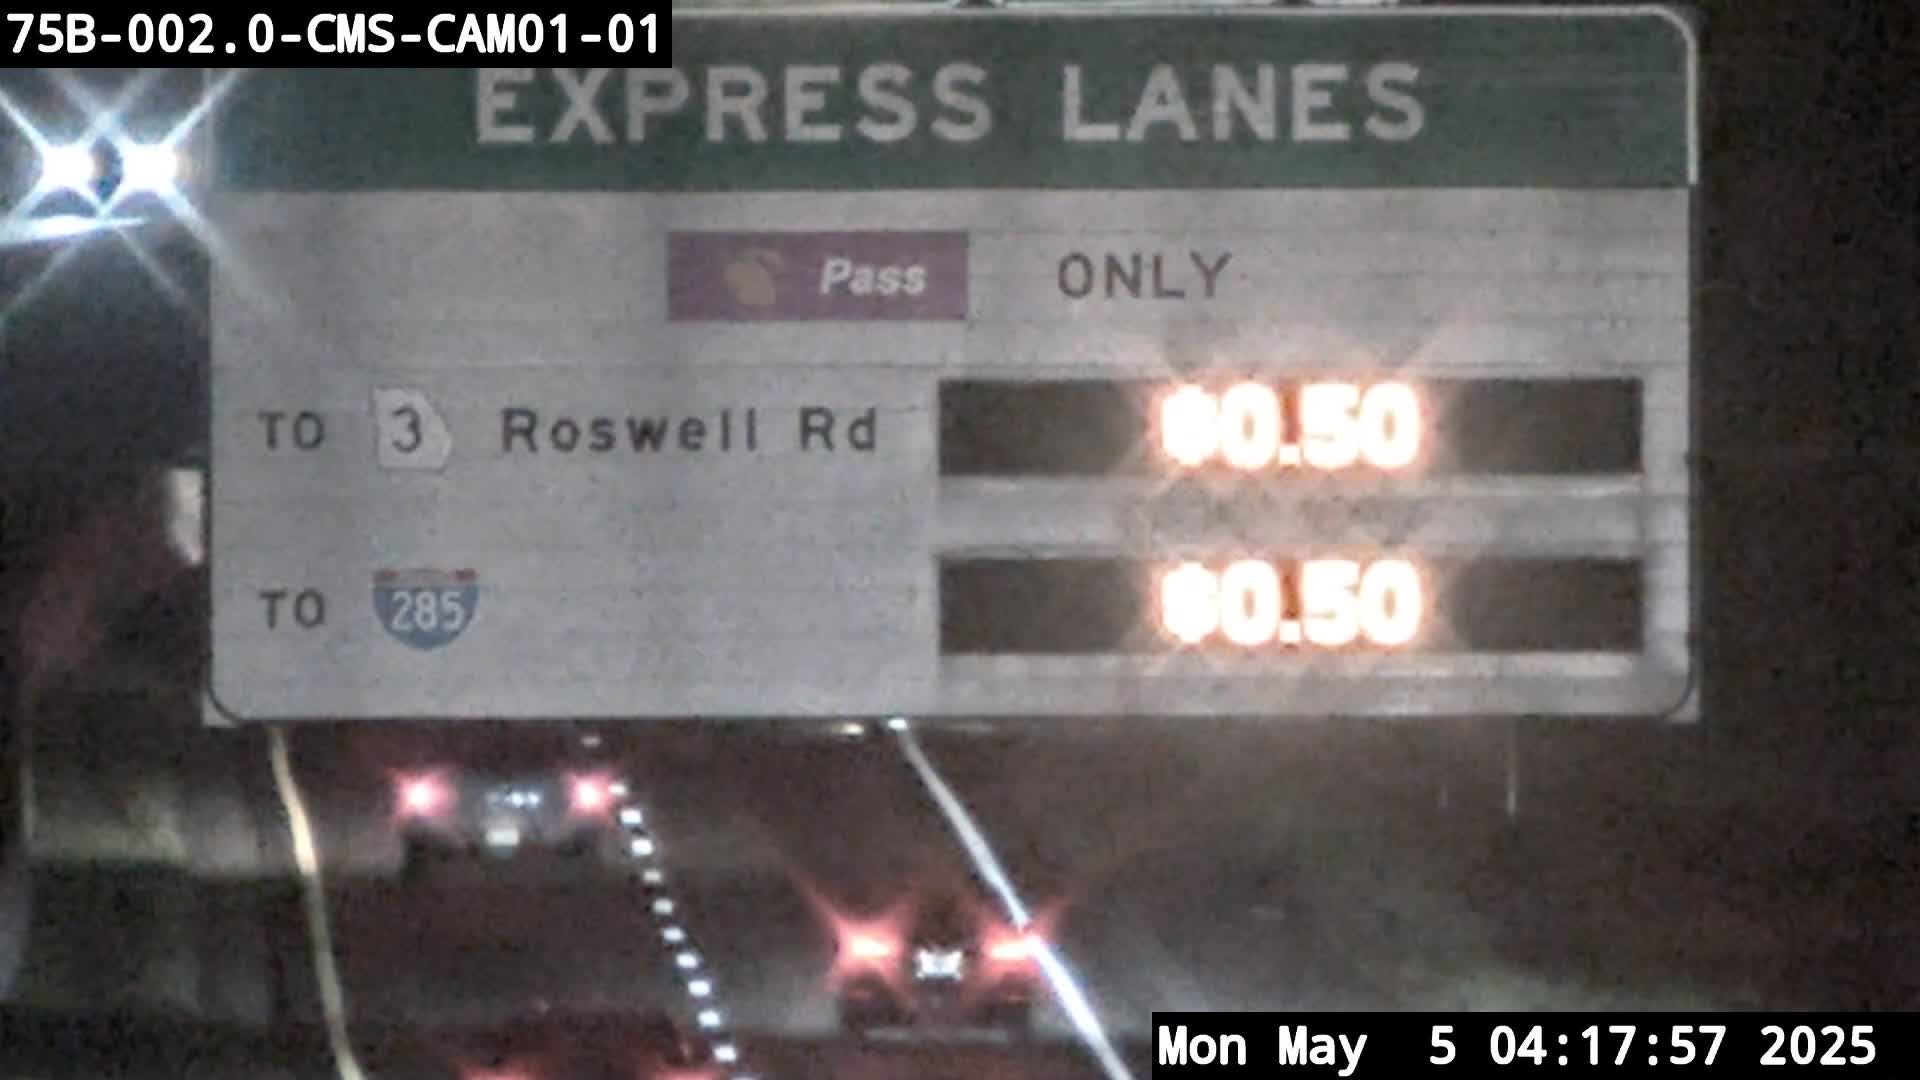 75B-002.0-CMS-CAM01-01
EXPRESS LANES
Pass ONLY
TO 3 Roswell Rd $0.50
TO 285 $0.50
Mon May 5 04:17:57 2025